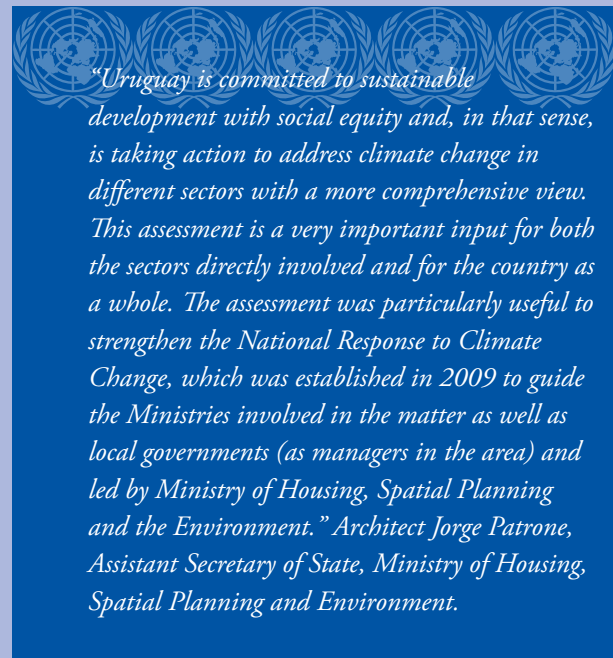 “Uruguay is committed to sustainable
development with social equity and, in that sense,
is taking action to address climate change in
different sectors with a more comprehensive view.
This assessment is a very important input for both
the sectors directly involved and for the country as
a whole. The assessment was particularly useful to
strengthen the National Response to Climate
Change, which was established in 2009 to guide
the Ministries involved in the matter as well as
local governments (as managers in the area) and
led by Ministry of Housing, Spatial Planning
and the Environment.” Architect Jorge Patrone,
Assistant Secretary of State, Ministry of Housing,
Spatial Planning and Environment.